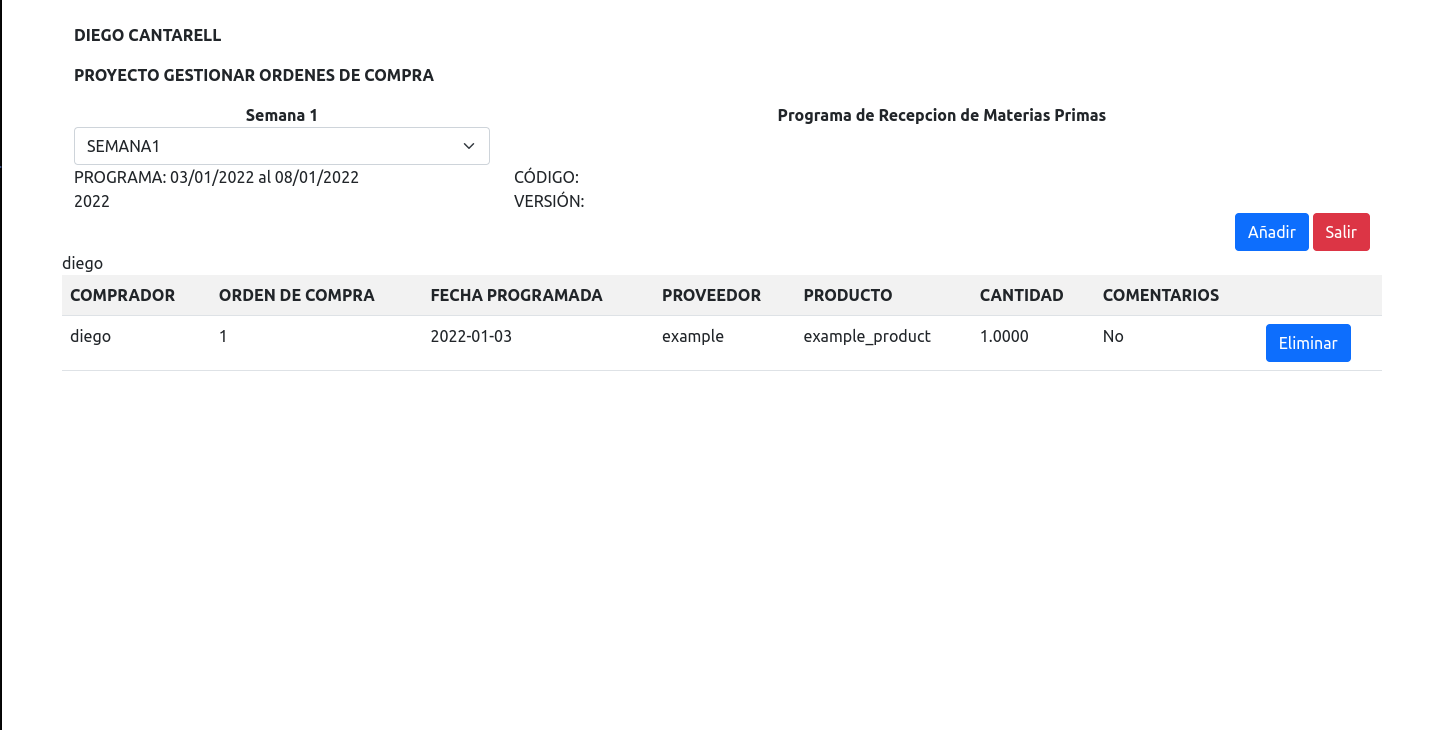 DIEGO CANTARELL
PROYECTO GESTIONAR ORDENES DE COMPRA
Semana 1 Programa de Recepcion de Materias Primas
SEMANA1
PROGRAMA: 03/01/2022 al 08/01/2022 CÓDIGO:
2022 VERSIÓN:
Añadir Salir
diego
COMPRADOR ORDEN DE COMPRA FECHA PROGRAMADA PROVEEDOR PRODUCTO CANTIDAD COMENTARIOS
diego 1 2022-01-03 example example_product 1.0000 No Eliminar